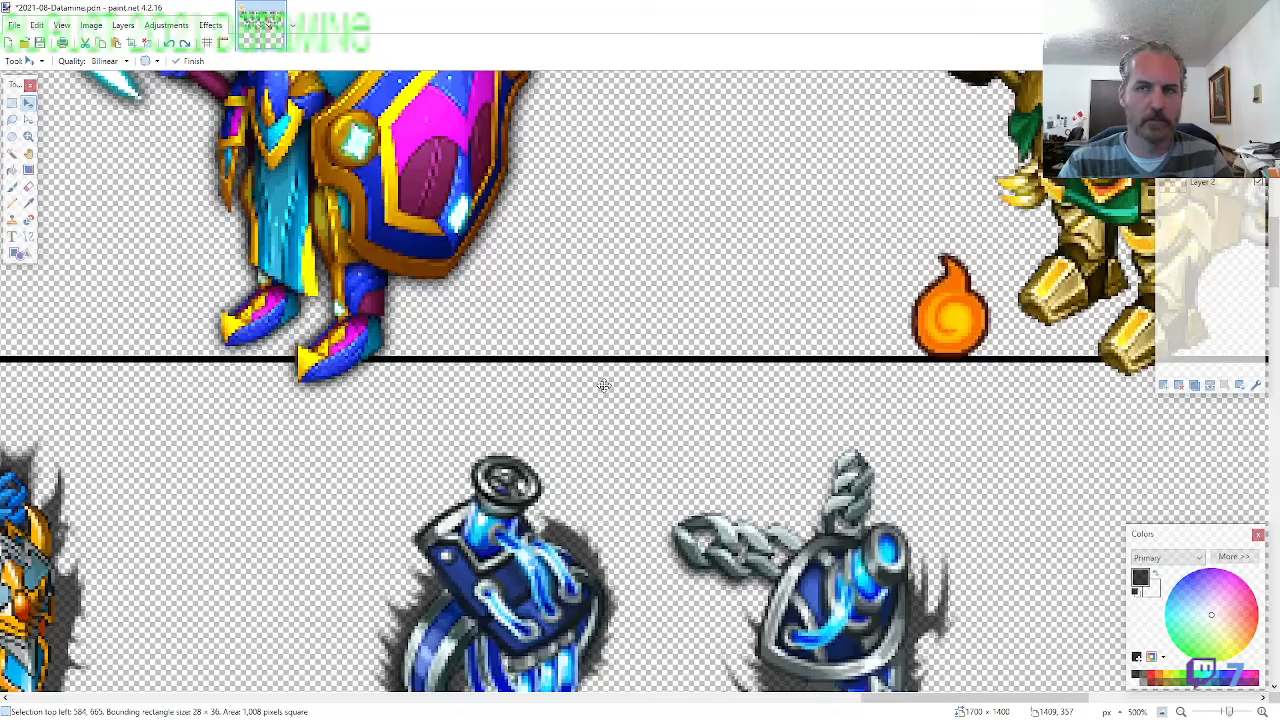 *2021-08-Datamine.pdn - paint.net 4.2.16
File Edit View Image Layers Adjustments Effects
Tool: Quality: Bilinear Finish
To...
Layer 2
Colors
Primary More >>
7
Selection top left: 584, 665. Bounding rectangle size: 28 × 36. Area: 1,008 pixels square
1700 × 1400 1409, 357 px 500%